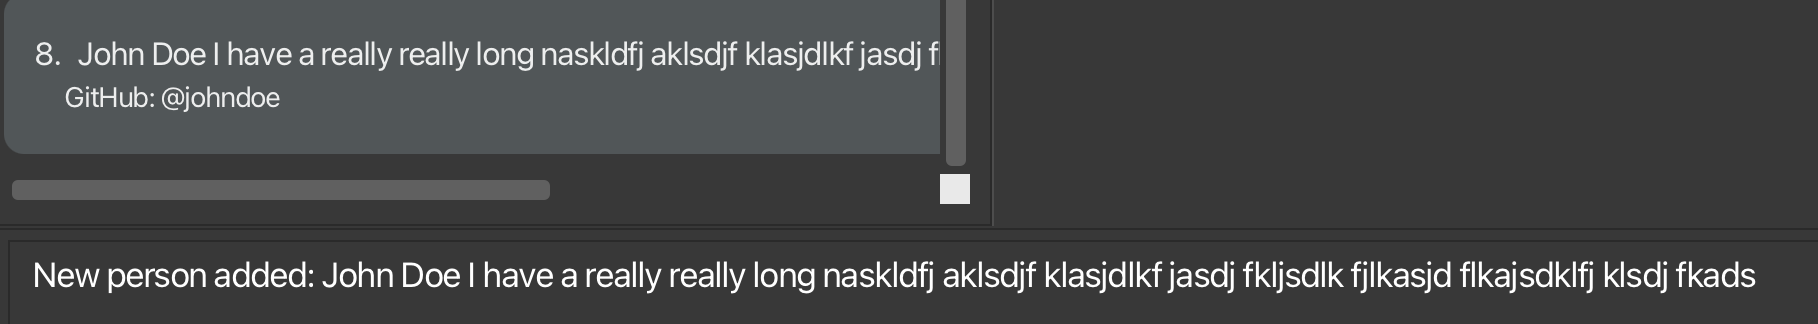 8. John Doe I have a really really long naskldfj aklsdjf klasjdlkf jasdj f
GitHub: @johndoe
New person added: John Doe I have a really really long naskldfj aklsdjf klasjdlkf jasdj fkljsdlk fjlkasjd flkajsdklfj klsdj fkads